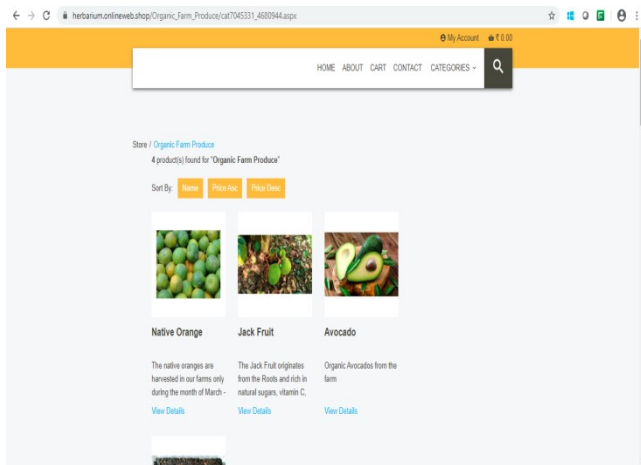 herbarium.onlineweb.shop/Organic_Farm_Produce/cat7045331_4680944.aspx
My Account ₹ 0.00
HOME ABOUT CART CONTACT CATEGORIES
Store / Organic Farm Produce
4 product(s) found for "Organic Farm Produce"
Sort By: Name Price Asc Price Desc
Native Orange Jack Fruit Avocado
The native oranges are The Jack Fruit originates Organic Avocados from the
harvested in our farms only from the Roots and rich in farm
during the month of March - natural sugars, vitamin C,
View Details View Details View Details